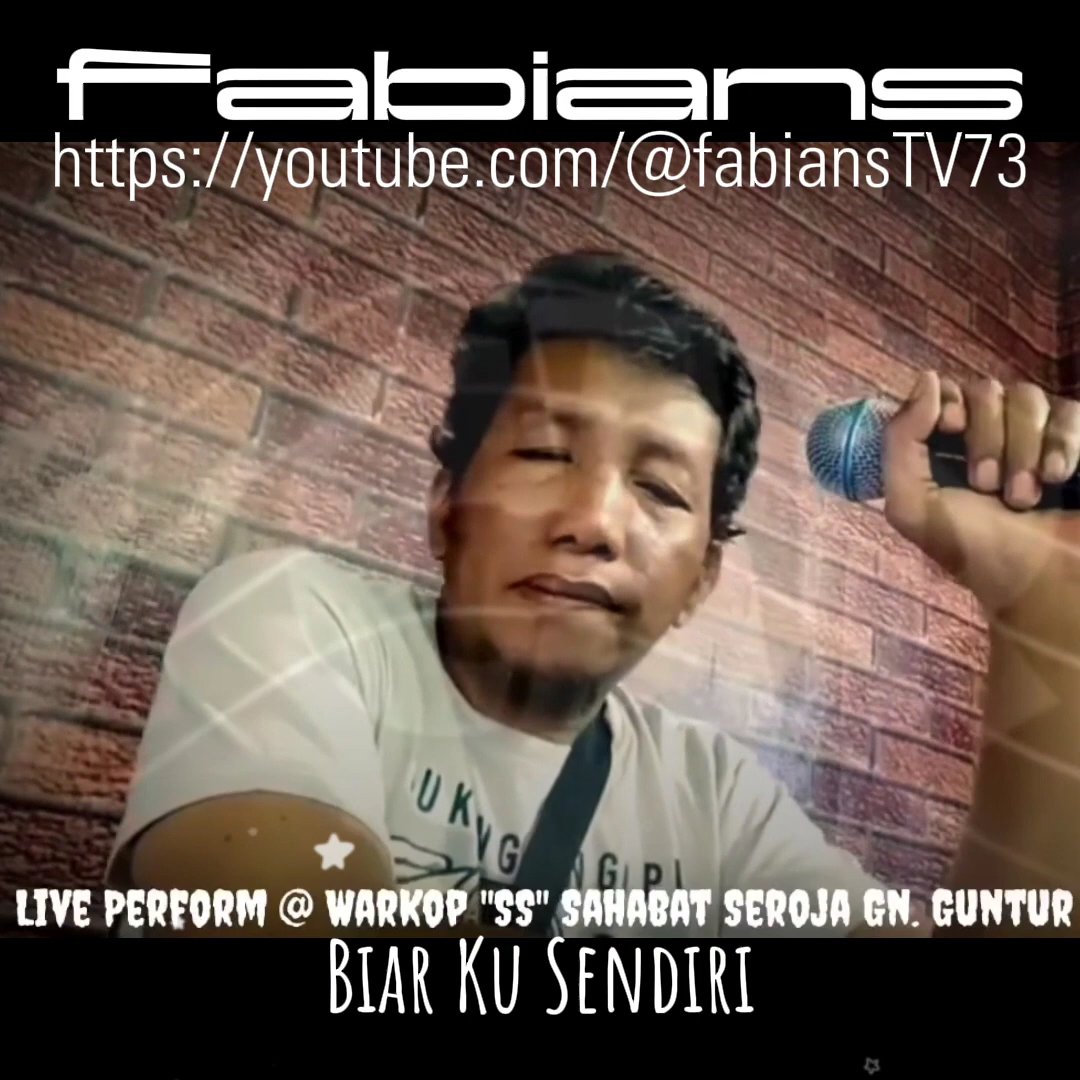 fabians
https://youtube.com/@fabiansTV73
LIVE PERFORM @ WARKOP "SS" SAHABAT SEROJA GN. GUNTUR
BIAR KU SENDIRI